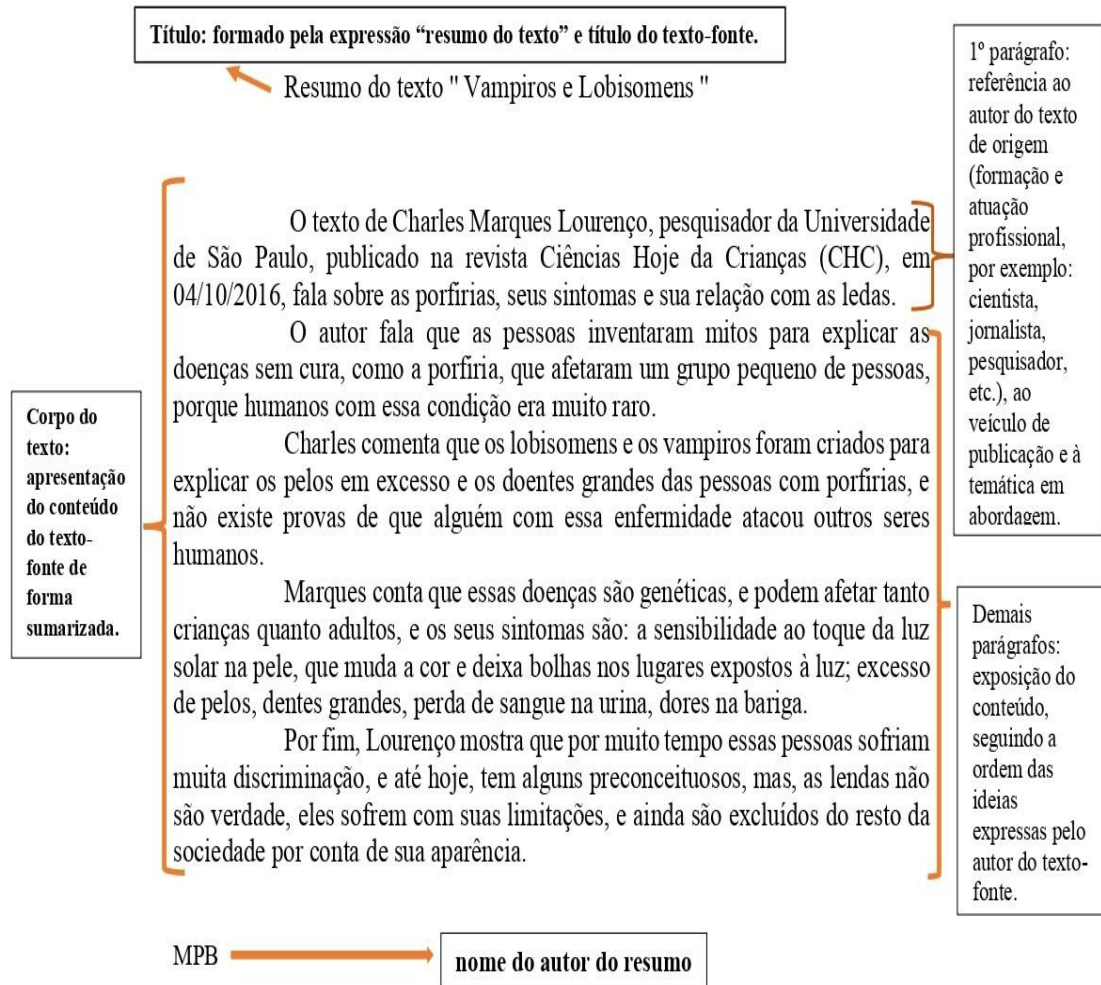 Título: formado pela expressão “resumo do texto” e título do texto-fonte.
Resumo do texto " Vampiros e Lobisomens "
1º parágrafo:
referência ao
autor do texto
de origem
(formação e
atuação
profissional,
por exemplo:
cientista,
jornalista,
pesquisador,
etc.), ao
veículo de
publicação e à
temática em
abordagem.
O texto de Charles Marques Lourenço, pesquisador da Universidade
de São Paulo, publicado na revista Ciências Hoje da Crianças (CHC), em
04/10/2016, fala sobre as porfirias, seus sintomas e sua relação com as ledas.
O autor fala que as pessoas inventaram mitos para explicar as
doenças sem cura, como a porfiria, que afetaram um grupo pequeno de pessoas,
porque humanos com essa condição era muito raro.
Charles comenta que os lobisomens e os vampiros foram criados para
explicar os pelos em excesso e os doentes grandes das pessoas com porfirias, e
não existe provas de que alguém com essa enfermidade atacou outros seres
humanos.
Marques conta que essas doenças são genéticas, e podem afetar tanto
crianças quanto adultos, e os seus sintomas são: a sensibilidade ao toque da luz
solar na pele, que muda a cor e deixa bolhas nos lugares expostos à luz; excesso
de pelos, dentes grandes, perda de sangue na urina, dores na bariga.
Por fim, Lourenço mostra que por muito tempo essas pessoas sofriam
muita discriminação, e até hoje, tem alguns preconceituosos, mas, as lendas não
são verdade, eles sofrem com suas limitações, e ainda são excluídos do resto da
sociedade por conta de sua aparência.
Corpo do
texto:
apresentação
do conteúdo
do texto-
fonte de
forma
sumarizada.
Demais
parágrafos:
exposição do
conteúdo,
seguindo a
ordem das
ideias
expressas pelo
autor do texto-
fonte.
MPB
nome do autor do resumo